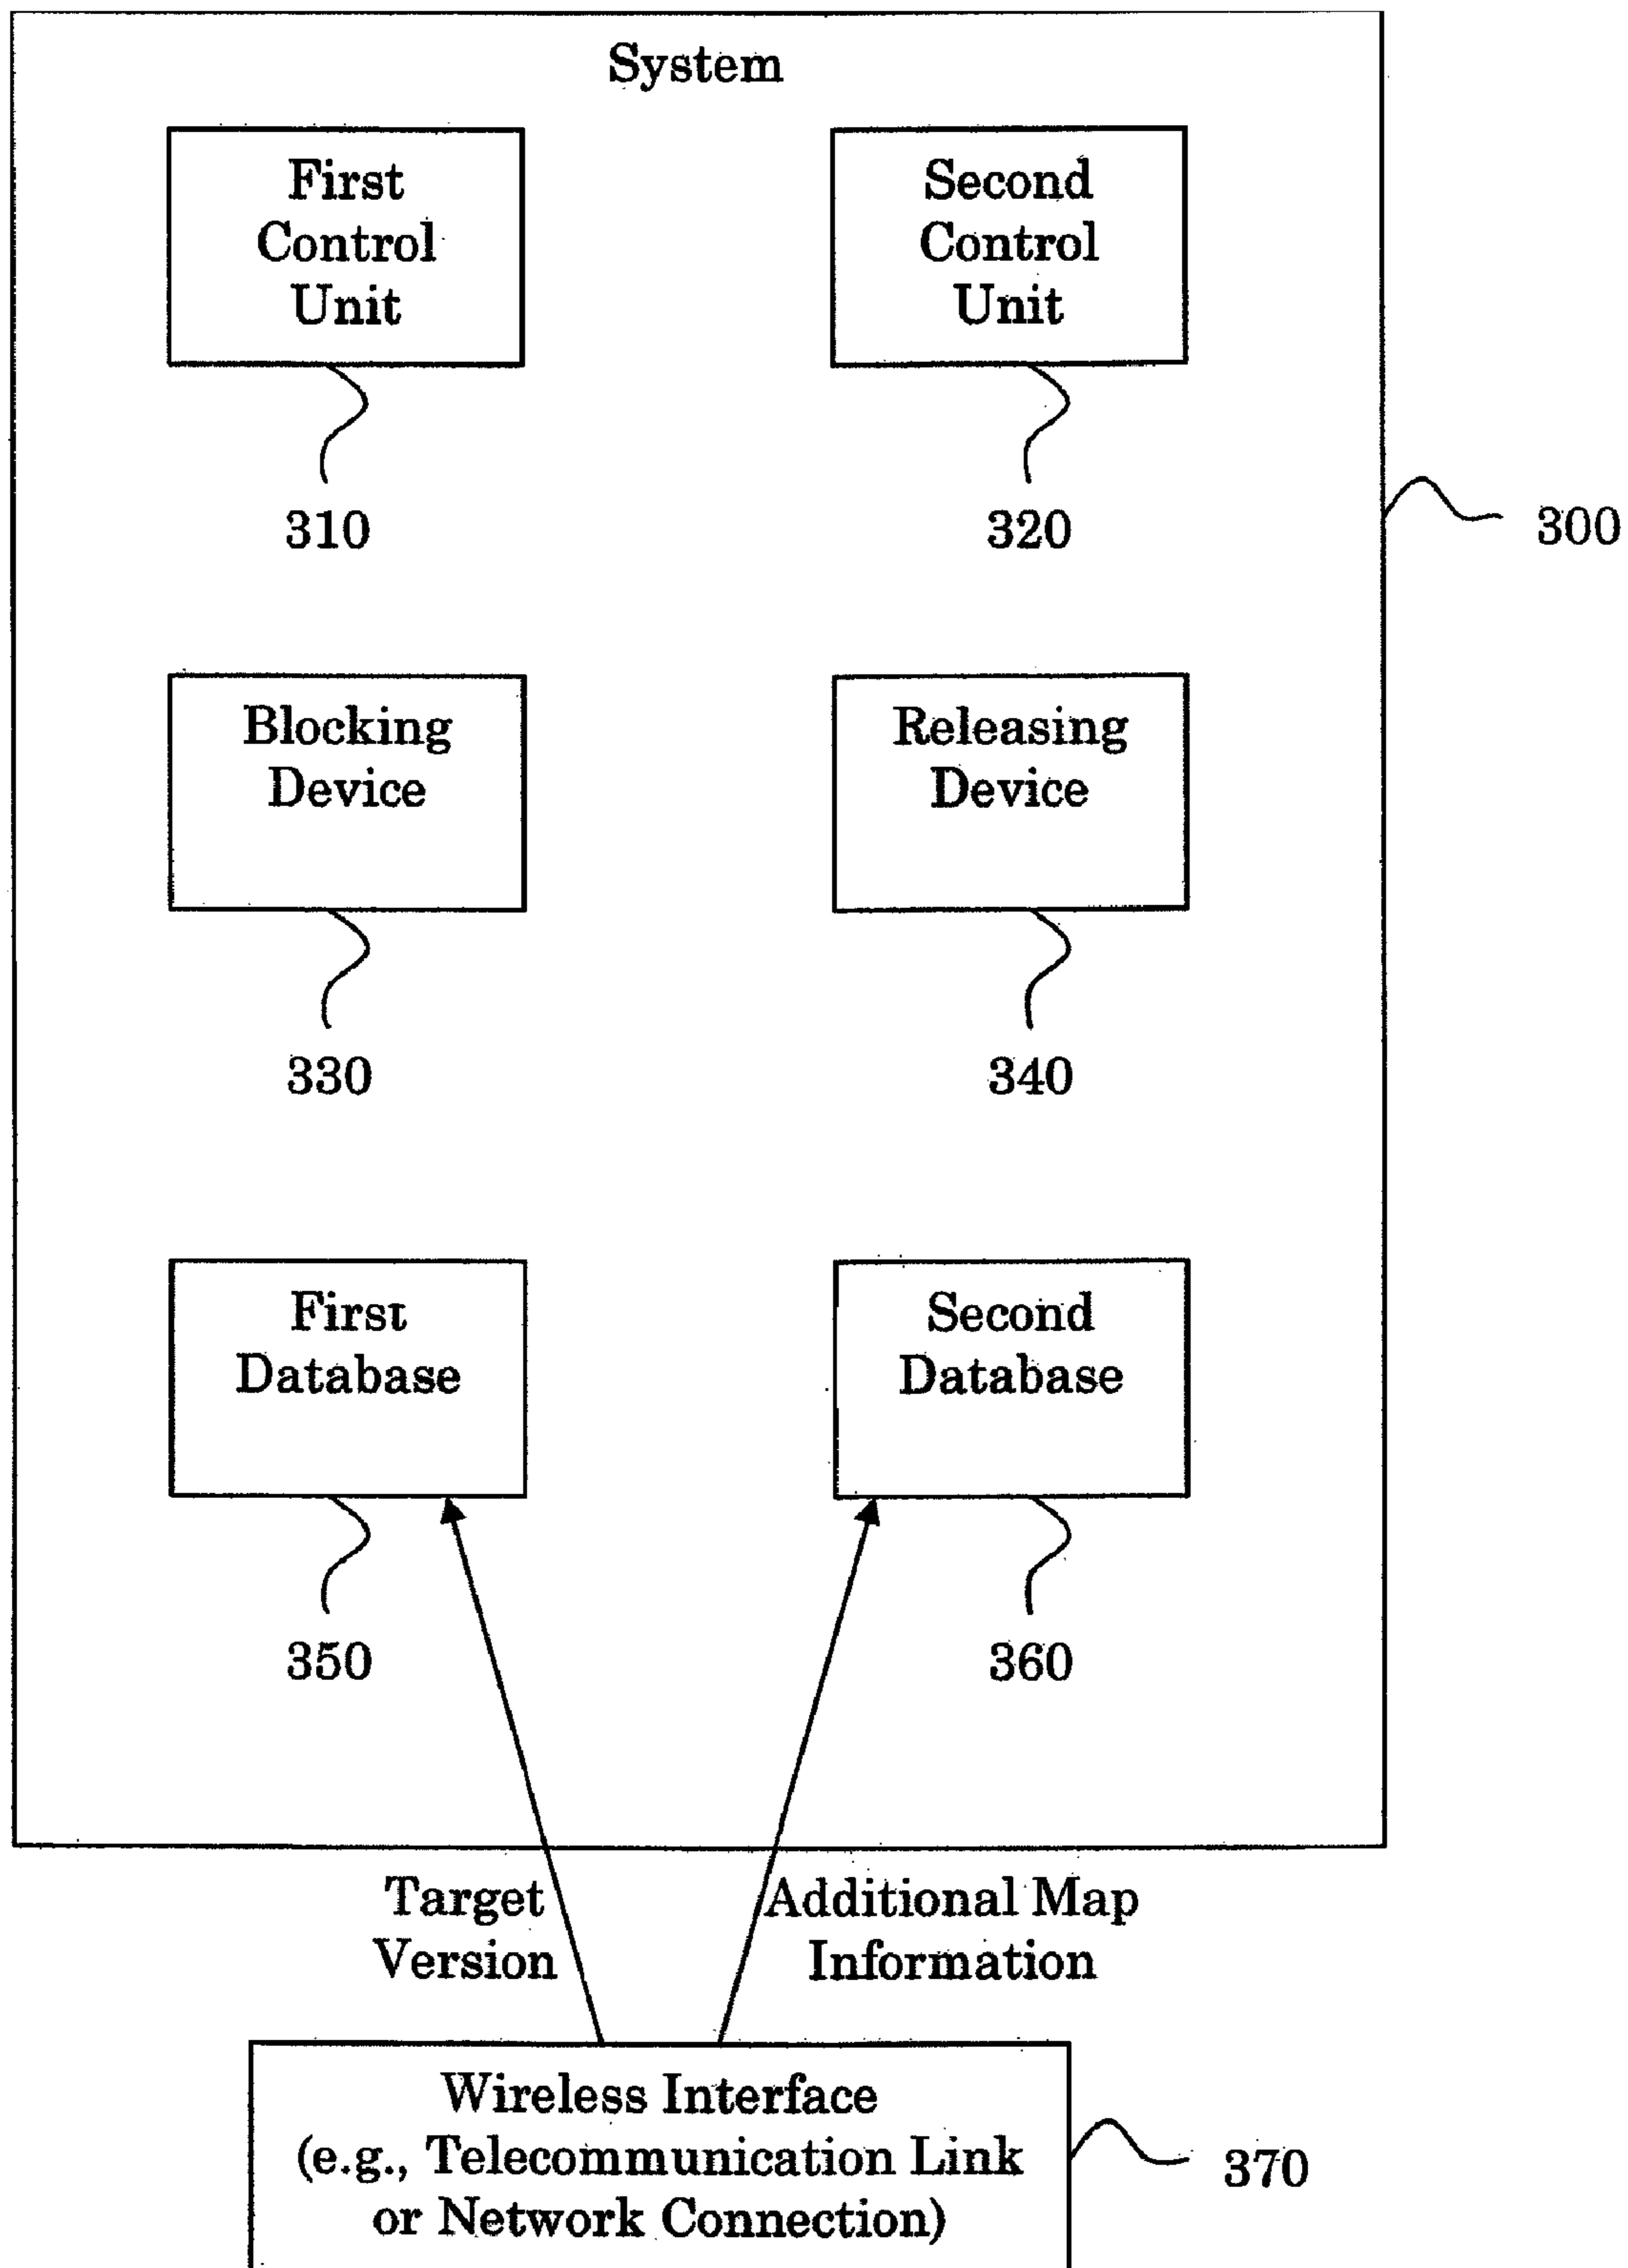 System
First
Control
Unit
Second
Control
Unit
310
320
300
Blocking
Device
Releasing
Device
330
340
First
Database
Second
Database
350
360
Target
Version
Additional Map
Information
Wireless Interface
(e.g., Telecommunication Link
or Network Connection)
370